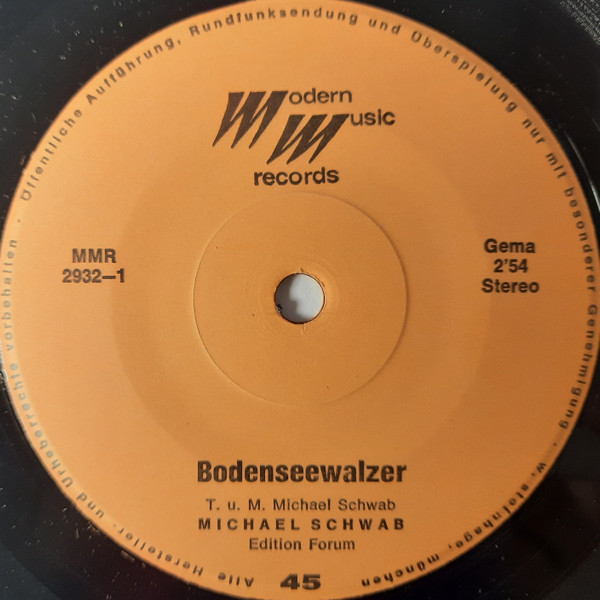 Modern
Music
records
MMR
2932–1
Gema
2'54
Stereo
Bodenseewalzer
T. u. M. Michael Schwab
MICHAEL SCHWAB
Edition Forum
45
Alle Hersteller- und Urheberrechte vorbehalten · Öffentliche Aufführung, Rundfunksendung und Überspielung nur mit besonderer Genehmigung · w. steinhage, münchen